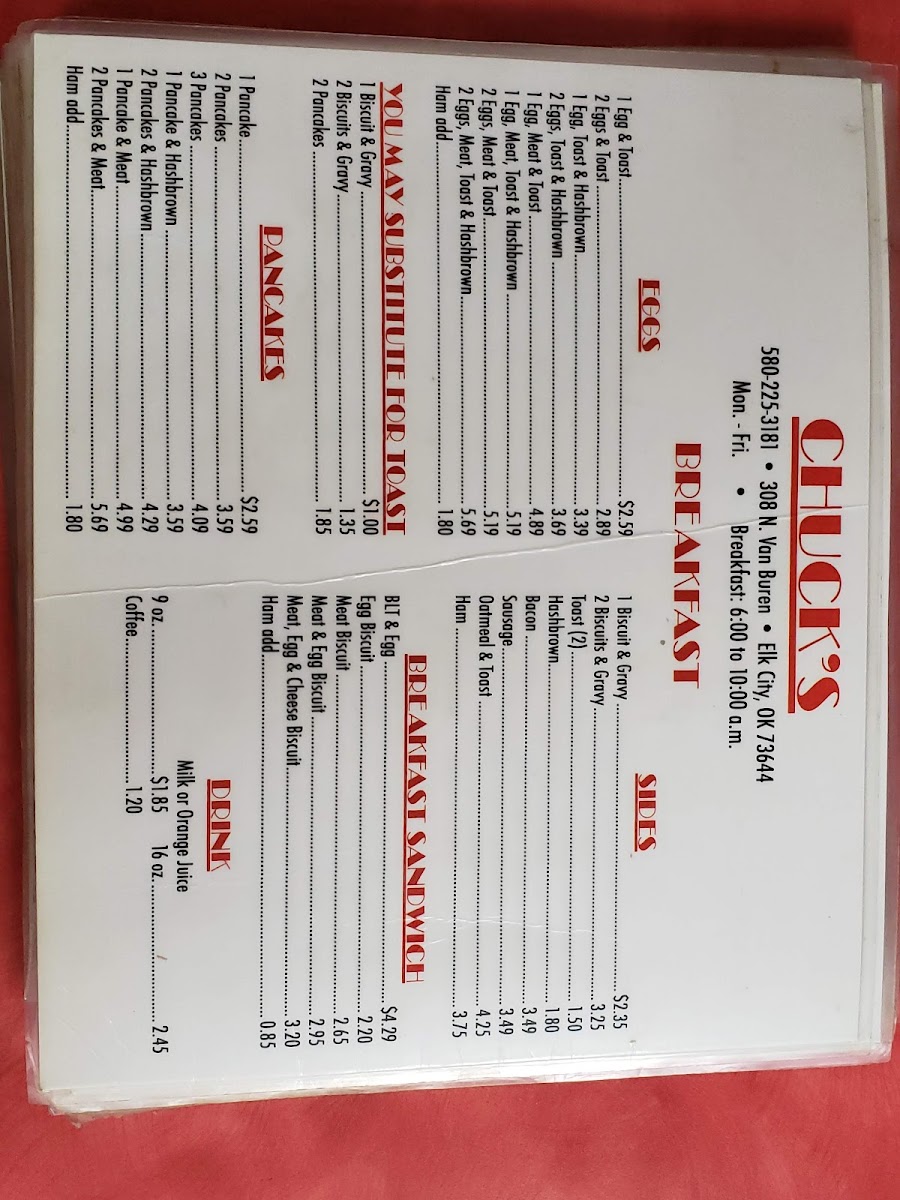 CHUCK'S
580-225-3181 • 308 N. Van Buren • Elk City, OK 73644
Mon. - Fri. • Breakfast: 6:00 to 10:00 a.m.
BREAKFAST
EGGS
1 Egg & Toast $2.59
2 Eggs & Toast 2.89
1 Egg, Toast & Hashbrown 3.39
2 Eggs, Toast & Hashbrown 3.69
1 Egg, Meat & Toast 4.89
1 Egg, Meat, Toast & Hashbrown 5.19
2 Eggs, Meat & Toast 5.19
2 Eggs, Meat, Toast & Hashbrown 5.69
Ham add 1.80
YOU MAY SUBSTITUTE FOR TOAST
1 Biscuit & Gravy $1.00
2 Biscuits & Gravy 1.35
2 Pancakes 1.85
PANCAKES
1 Pancake $2.59
2 Pancakes 3.59
3 Pancakes 4.09
1 Pancake & Hashbrown 3.59
2 Pancakes & Hashbrown 4.29
1 Pancake & Meat 4.99
2 Pancakes & Meat 5.69
Ham add 1.80
SIDES
1 Biscuit & Gravy $2.35
2 Biscuits & Gravy 3.25
Toast (2) 1.50
Hashbrown 1.80
Bacon 3.49
Sausage 3.49
Oatmeal & Toast 4.25
Ham 3.75
BREAKFAST SANDWICH
BLT & Egg $4.29
Egg Biscuit 2.20
Meat Biscuit 2.65
Meat & Egg Biscuit 2.95
Meat, Egg & Cheese Biscuit 3.20
Ham add 0.85
DRINK
Milk or Orange Juice
9 oz. $1.85 16 oz. 2.45
Coffee 1.20